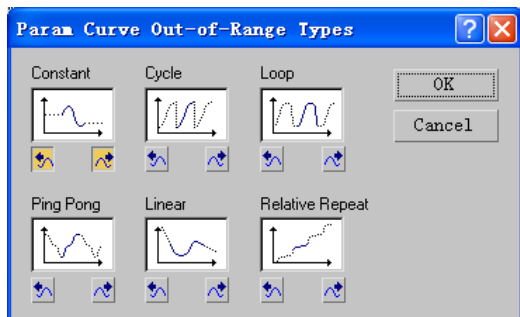 Param Curve Out-of-Range Types
Constant Cycle Loop
OK
Cancel
Ping Pong Linear Relative Repeat